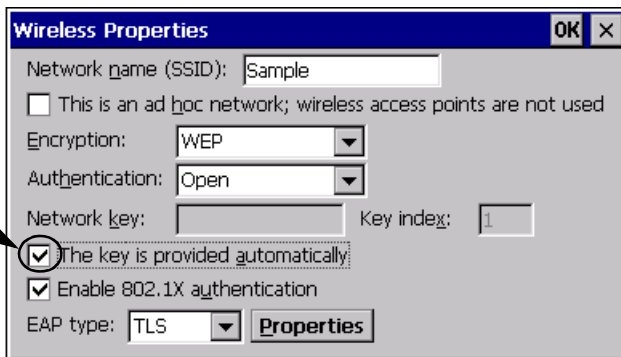 Wireless Properties OK ×
Network name (SSID): Sample
This is an ad hoc network; wireless access points are not used
Encryption: WEP
Authentication: Open
Network key: Key index: 1
The key is provided automatically
Enable 802.1X authentication
EAP type: TLS Properties